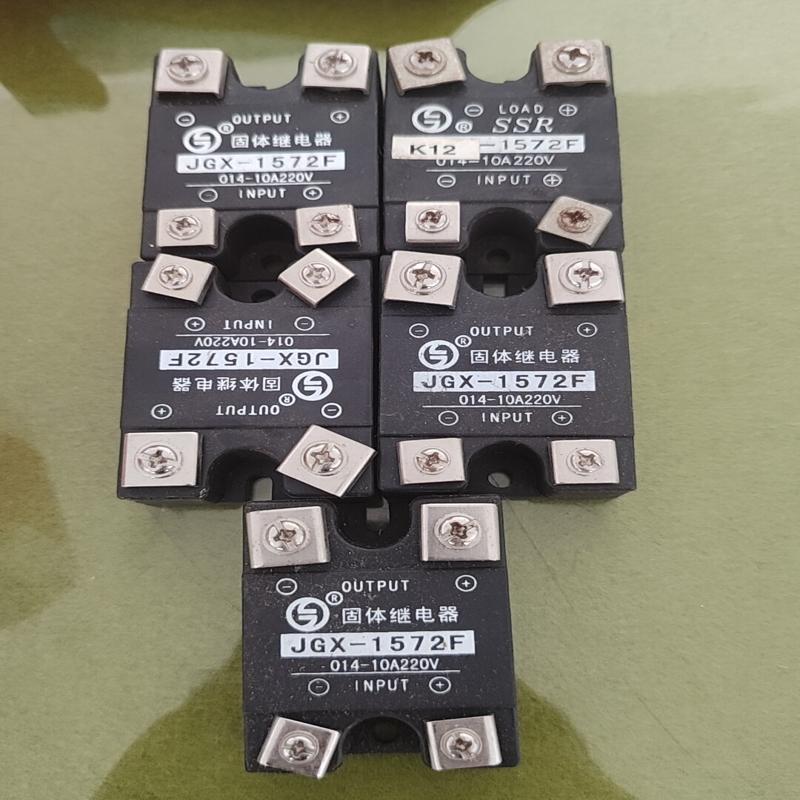 OUTPUT
固体继电器
JGX-1572F
014-10A220V
INPUT
LOAD
SSR
K12 -1572F
014-10A220V
INPUT
INPUT
014-10A220V
JGX-1572F
固体继电器
OUTPUT
OUTPUT
固体继电器
JGX-1572F
014-10A220V
INPUT
OUTPUT
固体继电器
JGX-1572F
014-10A220V
INPUT